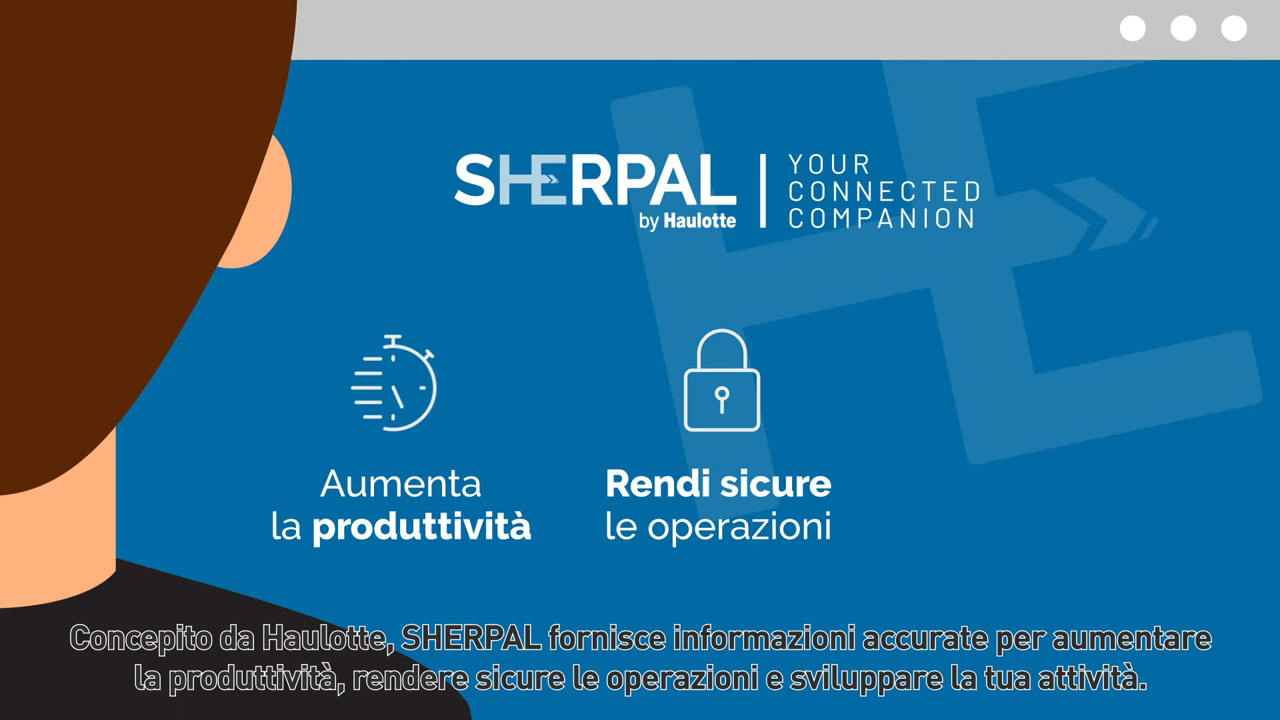 SHERPAL
by Haulotte
YOUR
CONNECTED
COMPANION
Aumenta
la produttività
Rendi sicure
le operazioni
Concepito da Haulotte, SHERPAL fornisce informazioni accurate per aumentare
la produttività, rendere sicure le operazioni e sviluppare la tua attività.